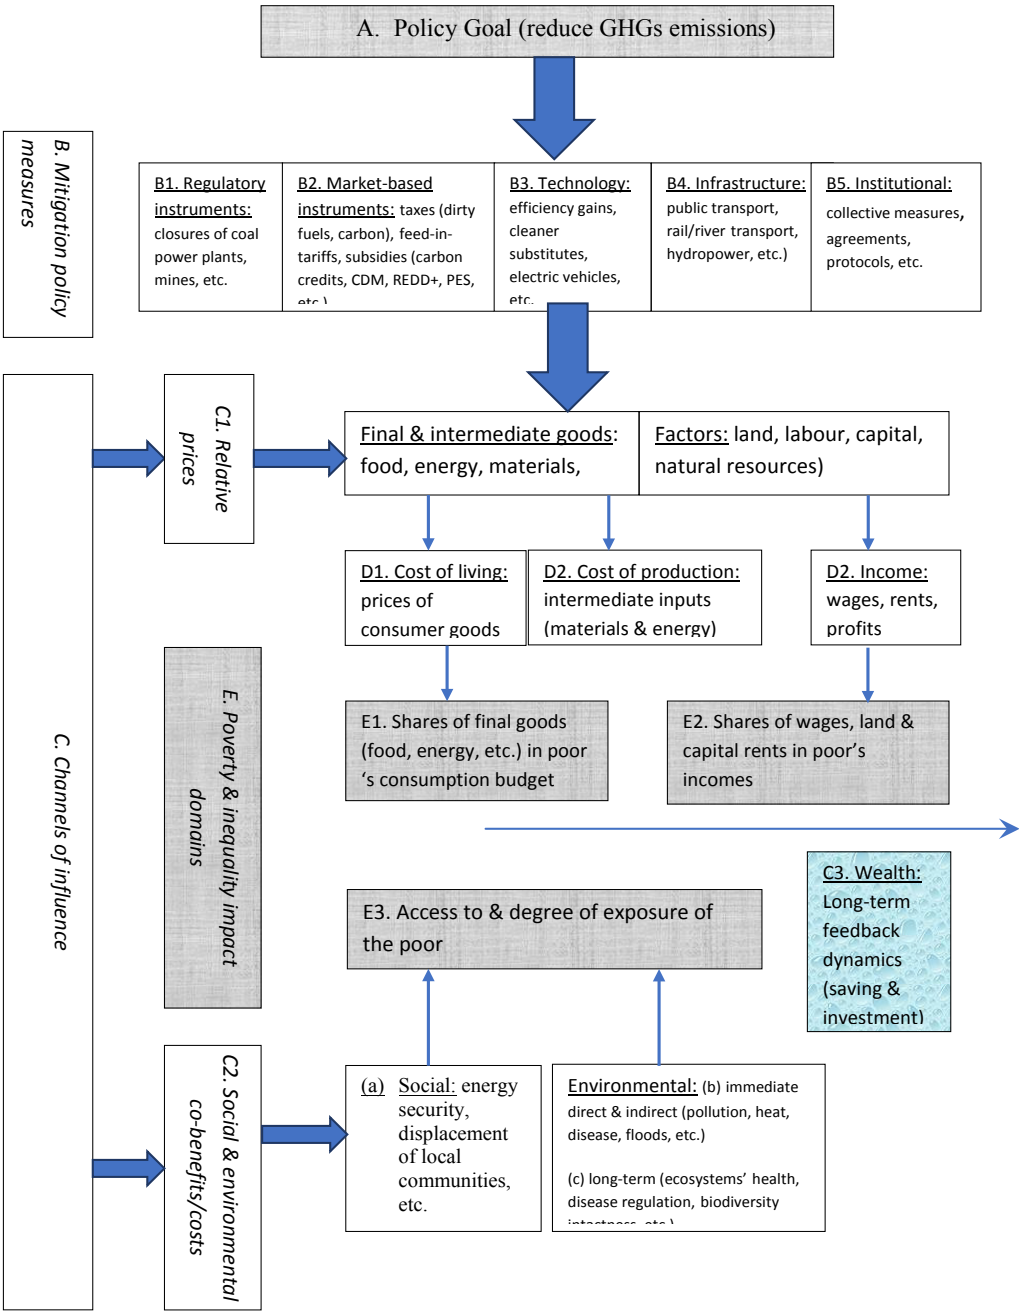 A. Policy Goal (reduce GHGs emissions)
B. Mitigation policy
measures
B1. Regulatory
instruments:
closures of coal
power plants,
mines, etc.
B2. Market-based
instruments: taxes (dirty
fuels, carbon), feed-in-
tariffs, subsidies (carbon
credits, CDM, REDD+, PES,
etc.)
B3. Technology:
efficiency gains,
cleaner
substitutes,
electric vehicles,
etc.
B4. Infrastructure:
public transport,
rail/river transport,
hydropower, etc.)
B5. Institutional:
collective measures,
agreements,
protocols, etc.
C. Channels of influence
C1. Relative
prices
Final & intermediate goods:
food, energy, materials,
Factors: land, labour, capital,
natural resources)
D1. Cost of living:
prices of
consumer goods
D2. Cost of production:
intermediate inputs
(materials & energy)
D2. Income:
wages, rents,
profits
E. Poverty & inequality impact
domains
E1. Shares of final goods
(food, energy, etc.) in poor
‘s consumption budget
E2. Shares of wages, land &
capital rents in poor’s
incomes
C3. Wealth:
Long-term
feedback
dynamics
(saving &
investment)
E3. Access to & degree of exposure of
the poor
C2. Social & environmental
co-benefits/costs
(a) Social: energy
security,
displacement
of local
communities,
etc.
Environmental: (b) immediate
direct & indirect (pollution, heat,
disease, floods, etc.)
(c) long-term (ecosystems’ health,
disease regulation, biodiversity
intactness, etc.)